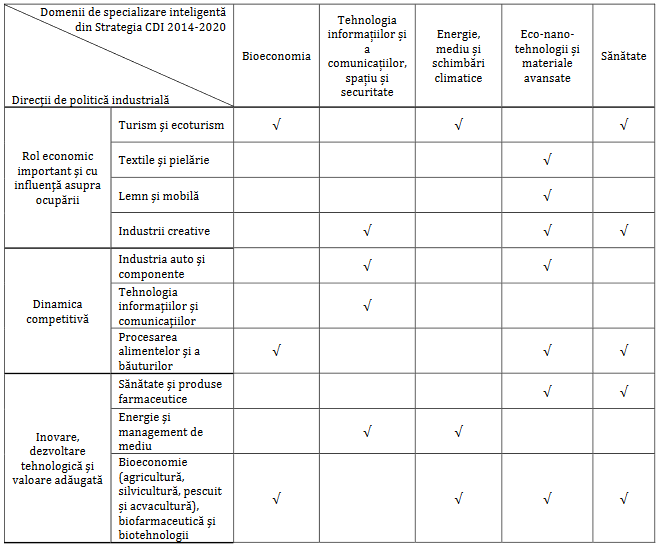 Domenii de specializare inteligentă
din Strategia CDI 2014-2020
Direcții de politică industrială
Bioeconomia
Tehnologia
informațiilor și
a
comunicațiilor,
spațiu și
securitate
Energie,
mediu și
schimbări
climatice
Eco-nano-
tehnologii și
materiale
avansate
Sănătate
Rol economic
important și cu
influență asupra
ocupării
Turism și ecoturism
√ √ √
Textile și pielărie
√
Lemn și mobilă
√
Industrii creative
√ √ √
Dinamica
competitivă
Industria auto și
componente
√ √
Tehnologia
informațiilor și
comunicațiilor
√
Procesarea
alimentelor și a
băuturilor
√ √ √
Inovare,
dezvoltare
tehnologică și
valoare adăugată
Sănătate și produse
farmaceutice
√ √
Energie și
management de
mediu
√ √
Bioeconomie
(agricultură,
silvicultură, pescuit
și acvacultură),
biofarmaceutică și
biotehnologii
√ √ √ √